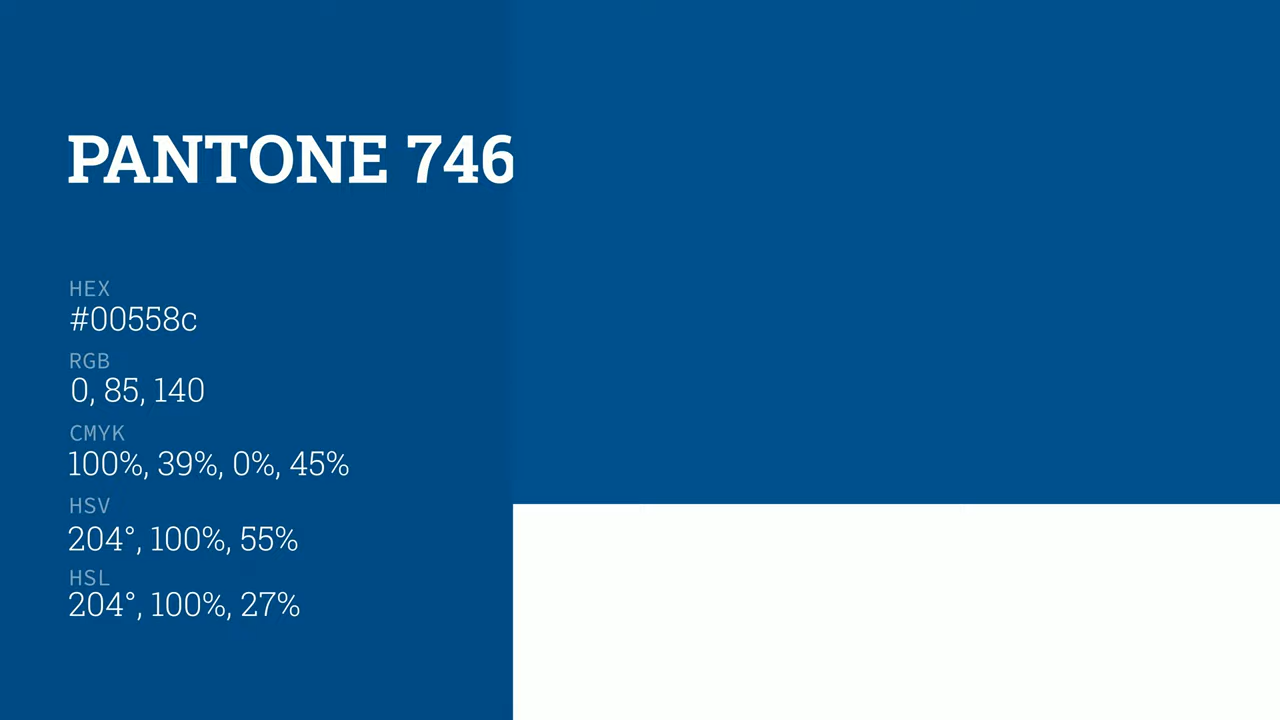 PANTONE 746
HEX
#00558c
RGB
0, 85, 140
CMYK
100%, 39%, 0%, 45%
HSV
204°, 100%, 55%
HSL
204°, 100%, 27%